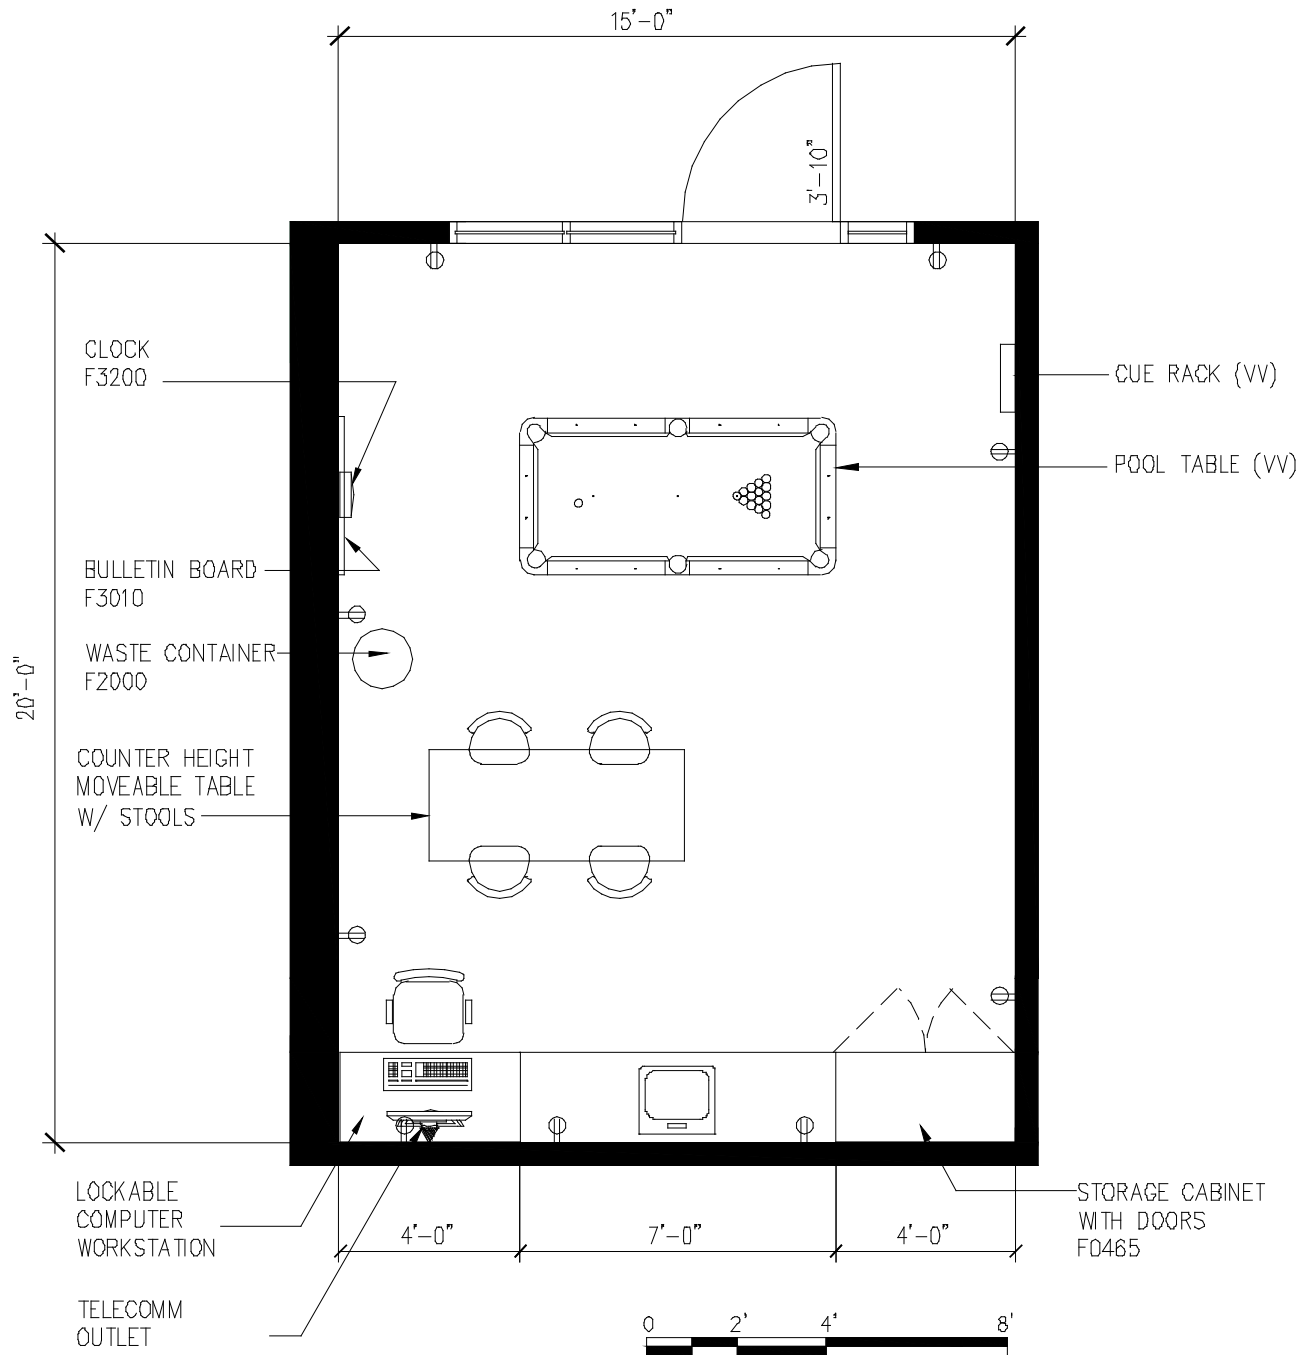 15'-0"
3'-10"
CLOCK
F3200
CUE RACK (VV)
POOL TABLE (VV)
BULLETIN BOARD
F3010
WASTE CONTAINER
F2000
20'-0"
COUNTER HEIGHT
MOVEABLE TABLE
W/ STOOLS
LOCKABLE
COMPUTER
WORKSTATION
4'-0"
7'-0"
4'-0"
STORAGE CABINET
WITH DOORS
F0465
TELECOMM
OUTLET
0 2' 4' 8'